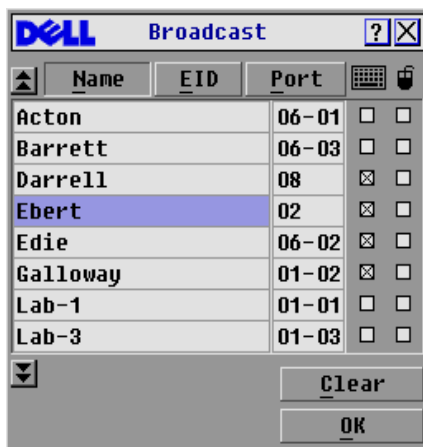 DELL Broadcast ? X
Name EID Port
Acton 06-01
Barrett 06-03
Darrell 08
Ebert 02
Edie 06-02
Galloway 01-02
Lab-1 01-01
Lab-3 01-03
Clear
OK